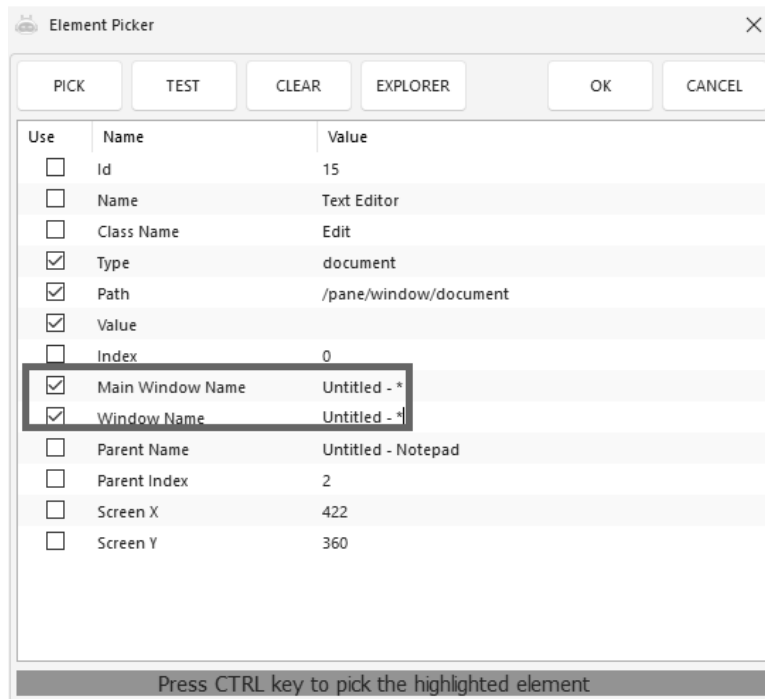 Element Picker
PICK TEST CLEAR EXPLORER OK CANCEL
Use Name Value
Id 15
Name Text Editor
Class Name Edit
Type document
Path /pane/window/document
Value
Index 0
Main Window Name Untitled - *
Window Name Untitled - *
Parent Name Untitled - Notepad
Parent Index 2
Screen X 422
Screen Y 360
Press CTRL key to pick the highlighted element